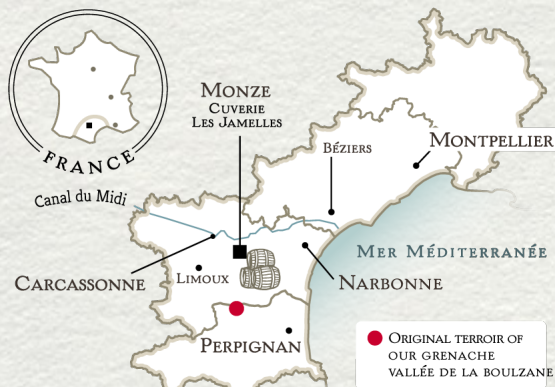 FRANCE
MONZE
CUVERIE
LES JAMELLES
MONTPELLIER
BÉZIERS
Canal du Midi
MER MÉDITERRANÉE
CARCASSONNE
LIMOUX
NARBONNE
PERPIGNAN
ORIGINAL TERROIR OF
OUR GRENACHE
VALLÉE DE LA BOULZANE